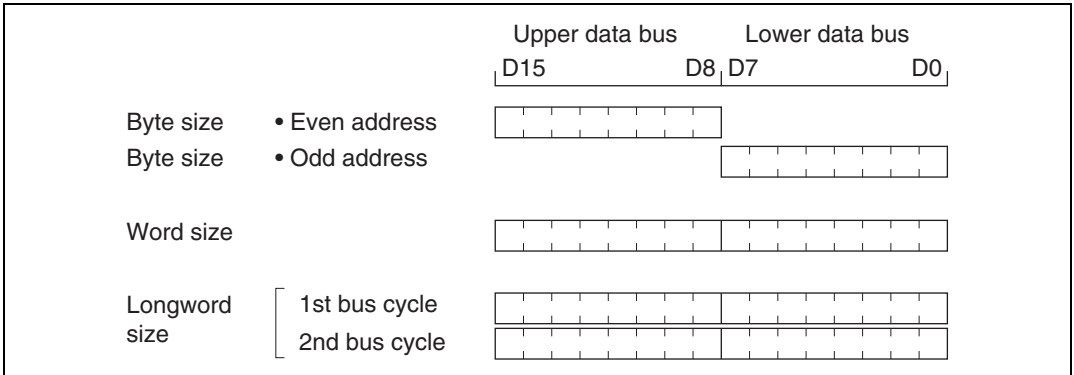 Upper data bus Lower data bus
D15 D8 D7 D0
Byte size • Even address
Byte size • Odd address
Word size
Longword size
1st bus cycle
2nd bus cycle